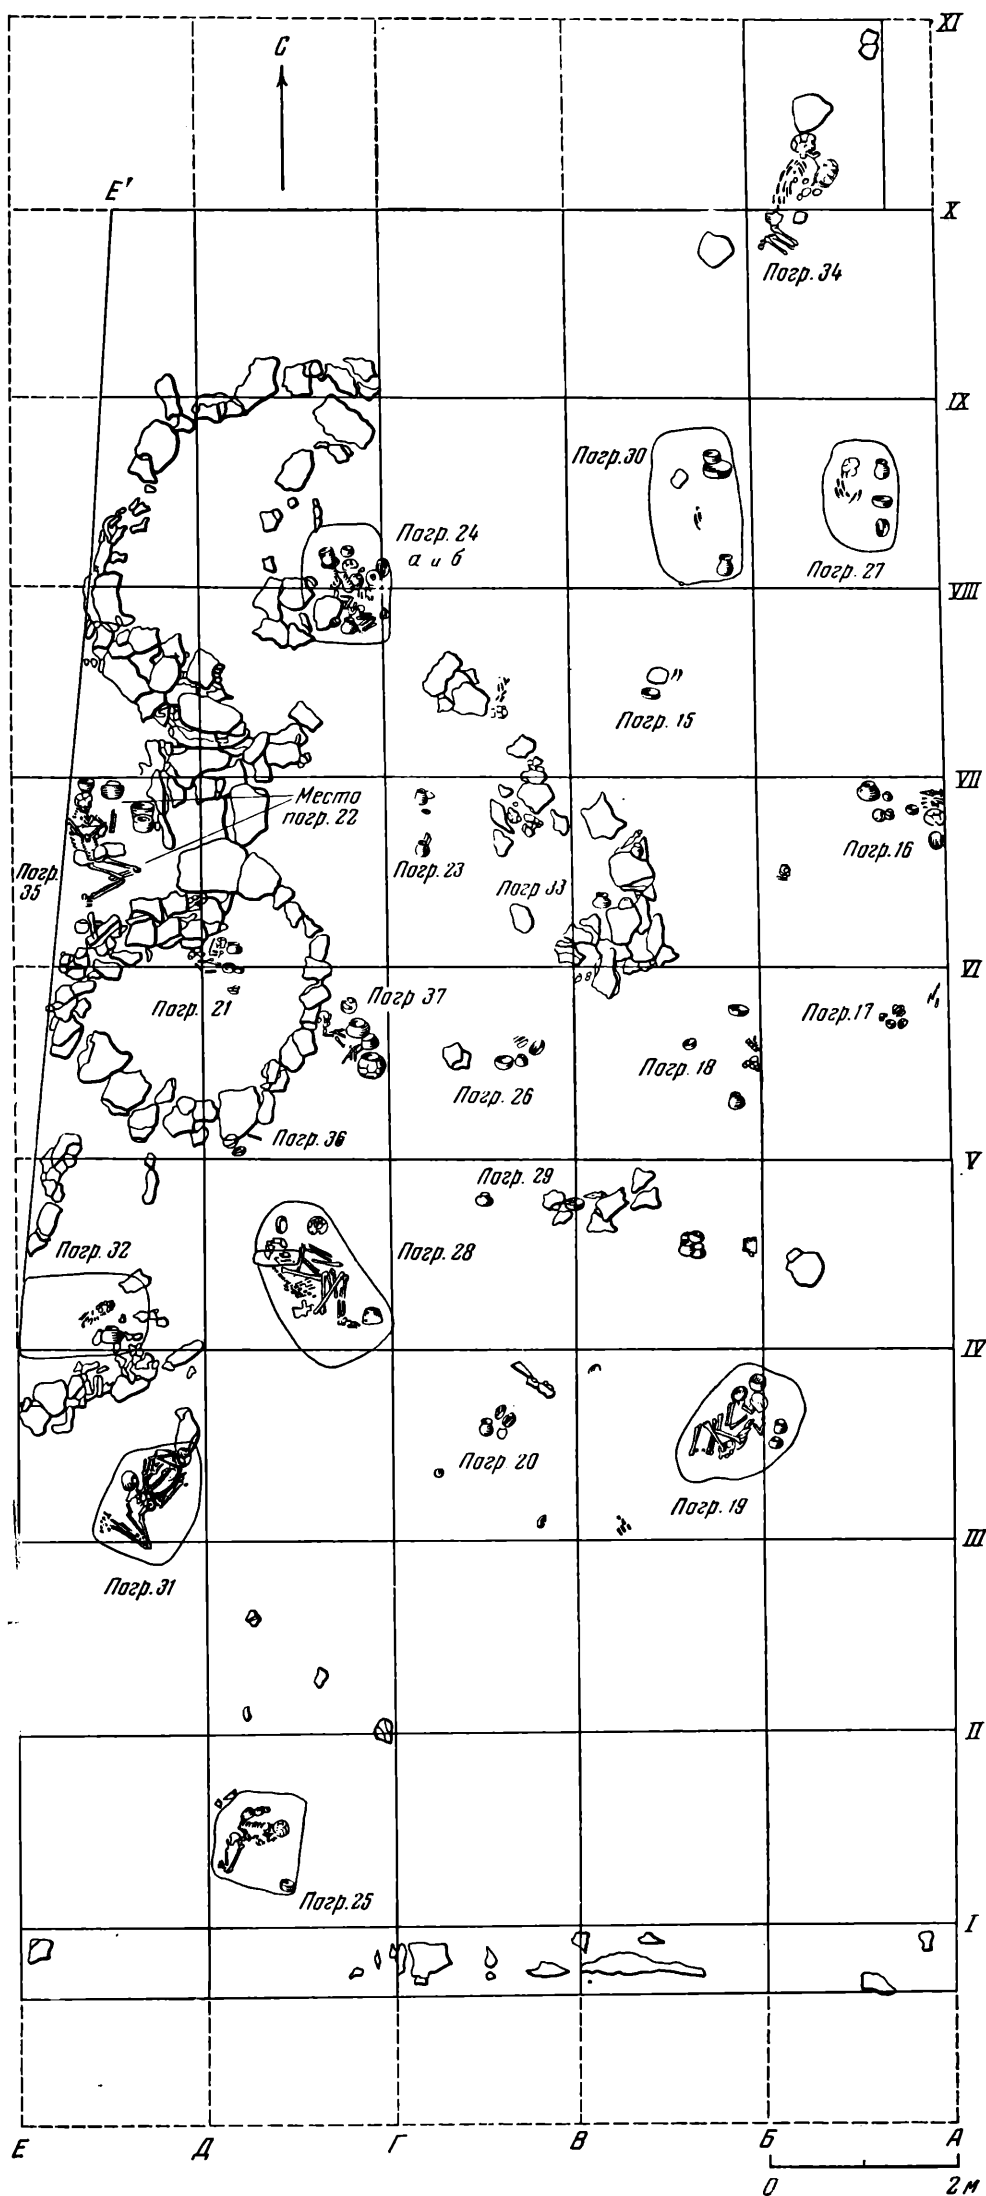 XI
С
Е'
X
Погр. 34
IX
Погр. 30
Погр. 24
а и б
Погр. 27
VIII
Погр. 15
VII
Место
погр. 22
Погр.
35
Погр. 23
Погр. 16
Погр 33
VI
Погр. 21
Погр 37
Погр. 17
Погр. 18
Погр. 26
Погр. 36
V
Погр. 29
Погр. 32
Погр. 28
IV
Погр. 20
Погр. 19
III
Погр. 31
II
Погр. 25
I
Е Д Г В Б А
0 2 м